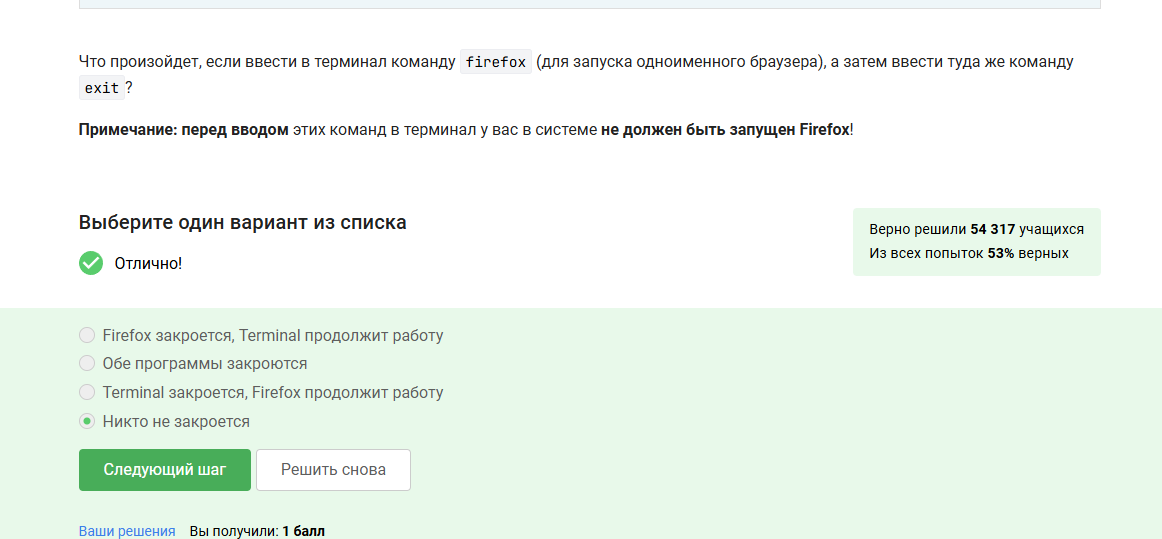 Что произойдет, если ввести в терминал команду firefox (для запуска одноименного браузера), а затем ввести туда же команду
exit?
Примечание: перед вводом этих команд в терминал у вас в системе не должен быть запущен Firefox!
Выберите один вариант из списка
Верно решили 54 317 учащихся
Из всех попыток 53% верных
Отлично!
Firefox закроется, Terminal продолжит работу
Обе программы закроются
Terminal закроется, Firefox продолжит работу
Никто не закроется
Следующий шаг Решить снова
Ваши решения Вы получили: 1 балл